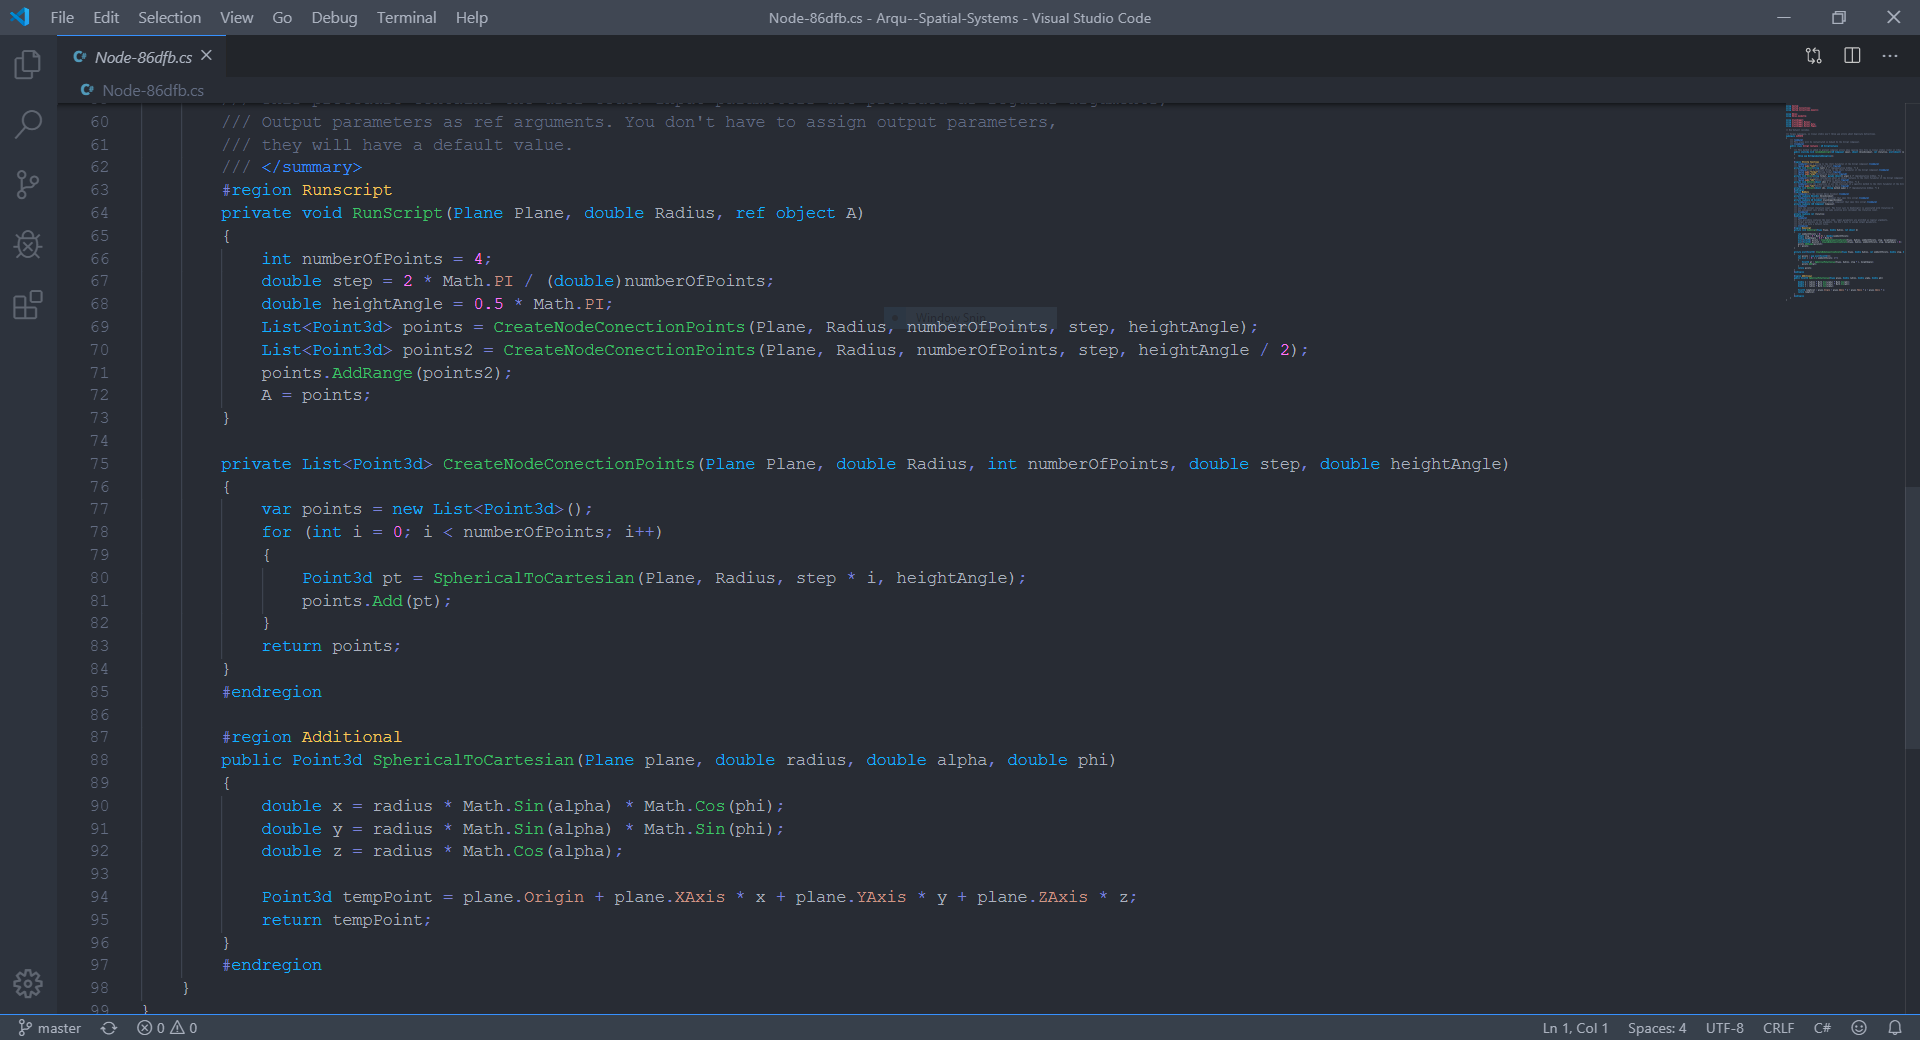 File Edit Selection View Go Debug Terminal Help
Node-86dfb.cs - Arqu--Spatial-Systems - Visual Studio Code
Node-86dfb.cs
Node-86dfb.cs
60 /// Output parameters as ref arguments. You don't have to assign output parameters,
61 /// they will have a default value.
62 /// </summary>
63 #region Runscript
64 private void RunScript(Plane Plane, double Radius, ref object A)
65 {
66 int numberOfPoints = 4;
67 double step = 2 * Math.PI / (double)numberOfPoints;
68 double heightAngle = 0.5 * Math.PI;
Window Snip
69 List<Point3d> points = CreateNodeConectionPoints(Plane, Radius, numberOfPoints, step, heightAngle);
70 List<Point3d> points2 = CreateNodeConectionPoints(Plane, Radius, numberOfPoints, step, heightAngle / 2);
71 points.AddRange(points2);
72 A = points;
73 }
74
75 private List<Point3d> CreateNodeConectionPoints(Plane Plane, double Radius, int numberOfPoints, double step, double heightAngle)
76 {
77 var points = new List<Point3d>();
78 for (int i = 0; i < numberOfPoints; i++)
79 {
80 Point3d pt = SphericalToCartesian(Plane, Radius, step * i, heightAngle);
81 points.Add(pt);
82 }
83 return points;
84 }
85 #endregion
86
87 #region Additional
88 public Point3d SphericalToCartesian(Plane plane, double radius, double alpha, double phi)
89 {
90 double x = radius * Math.Sin(alpha) * Math.Cos(phi);
91 double y = radius * Math.Sin(alpha) * Math.Sin(phi);
92 double z = radius * Math.Cos(alpha);
93
94 Point3d tempPoint = plane.Origin + plane.XAxis * x + plane.YAxis * y + plane.ZAxis * z;
95 return tempPoint;
96 }
97 #endregion
98 }
99 }
master 0 0 Ln 1, Col 1 Spaces: 4 UTF-8 CRLF C#